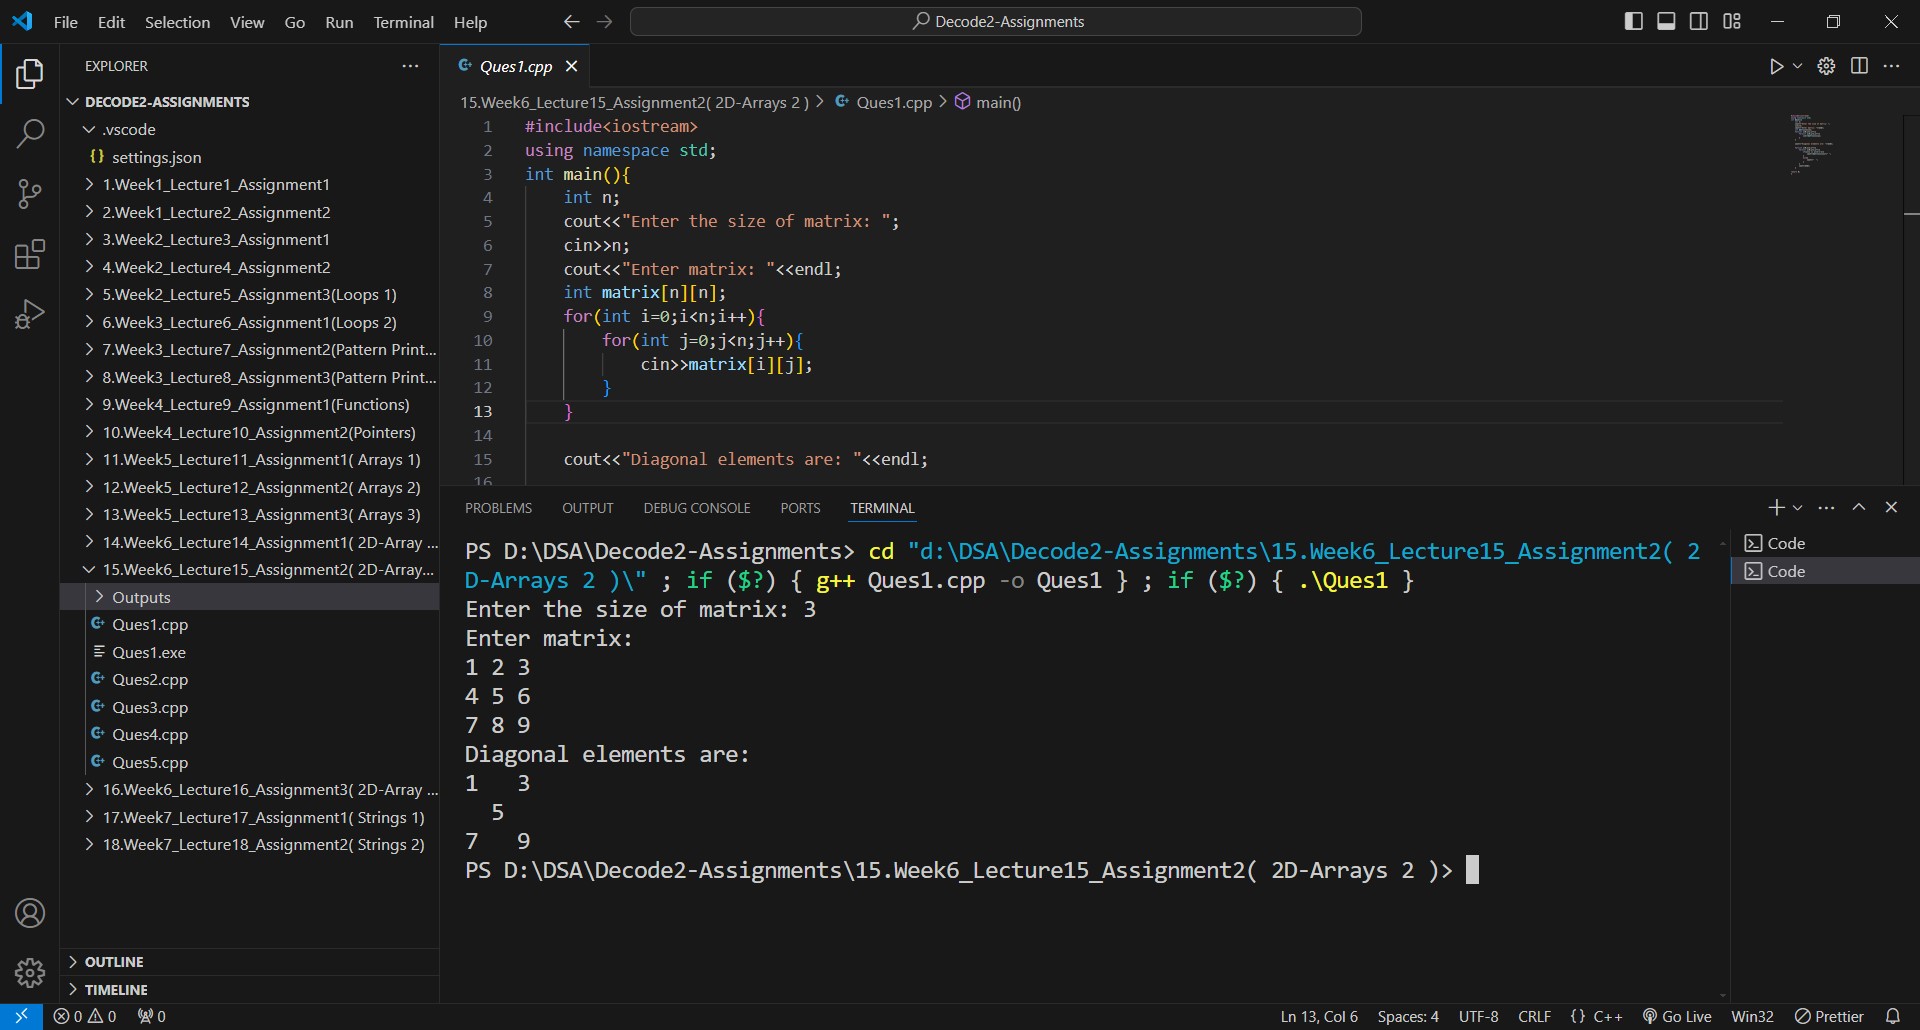 File Edit Selection View Go Run Terminal Help
Decode2-Assignments
EXPLORER
DECODE2-ASSIGNMENTS
.vscode
{} settings.json
1.Week1_Lecture1_Assignment1
2.Week1_Lecture2_Assignment2
3.Week2_Lecture3_Assignment1
4.Week2_Lecture4_Assignment2
5.Week2_Lecture5_Assignment3(Loops 1)
6.Week3_Lecture6_Assignment1(Loops 2)
7.Week3_Lecture7_Assignment2(Pattern Print...
8.Week3_Lecture8_Assignment3(Pattern Print...
9.Week4_Lecture9_Assignment1(Functions)
10.Week4_Lecture10_Assignment2(Pointers)
11.Week5_Lecture11_Assignment1( Arrays 1)
12.Week5_Lecture12_Assignment2( Arrays 2)
13.Week5_Lecture13_Assignment3( Arrays 3)
14.Week6_Lecture14_Assignment1( 2D-Array ...
15.Week6_Lecture15_Assignment2( 2D-Array...
Outputs
Ques1.cpp
Ques1.exe
Ques2.cpp
Ques3.cpp
Ques4.cpp
Ques5.cpp
16.Week6_Lecture16_Assignment3( 2D-Array ...
17.Week7_Lecture17_Assignment1( Strings 1)
18.Week7_Lecture18_Assignment2( Strings 2)
OUTLINE
TIMELINE
Ques1.cpp
15.Week6_Lecture15_Assignment2( 2D-Arrays 2 ) > Ques1.cpp > main()
1 #include<iostream>
2 using namespace std;
3 int main(){
4 int n;
5 cout<<"Enter the size of matrix: ";
6 cin>>n;
7 cout<<"Enter matrix: "<<endl;
8 int matrix[n][n];
9 for(int i=0;i<n;i++){
10 for(int j=0;j<n;j++){
11 cin>>matrix[i][j];
12 }
13 }
14
15 cout<<"Diagonal elements are: "<<endl;
16
PROBLEMS OUTPUT DEBUG CONSOLE PORTS TERMINAL
PS D:\DSA\Decode2-Assignments> cd "d:\DSA\Decode2-Assignments\15.Week6_Lecture15_Assignment2( 2
D-Arrays 2 )\" ; if ($?) { g++ Ques1.cpp -o Ques1 } ; if ($?) { .\Ques1 }
Enter the size of matrix: 3
Enter matrix:
1 2 3
4 5 6
7 8 9
Diagonal elements are:
1   3
  5
7   9
PS D:\DSA\Decode2-Assignments\15.Week6_Lecture15_Assignment2( 2D-Arrays 2 )>
Code
Code
0 0 0
Ln 13, Col 6 Spaces: 4 UTF-8 CRLF {} C++ Go Live Win32 Prettier